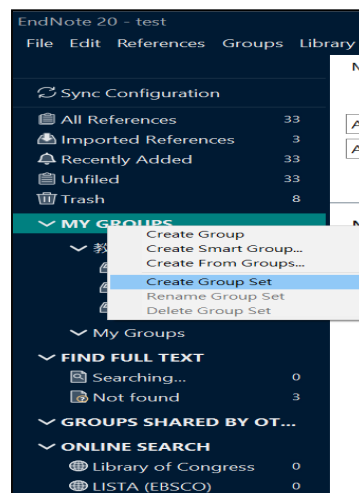 EndNote 20 - test
File Edit References Groups Library
Sync Configuration
All References 33
Imported References 3
Recently Added 33
Unfiled 33
Trash 8
MY GROUPS
Create Group
Create Smart Group...
Create From Groups...
Create Group Set
Rename Group Set
Delete Group Set
教
My Groups
FIND FULL TEXT
Searching... 0
Not found 3
GROUPS SHARED BY OT...
ONLINE SEARCH
Library of Congress 0
LISTA (EBSCO) 0